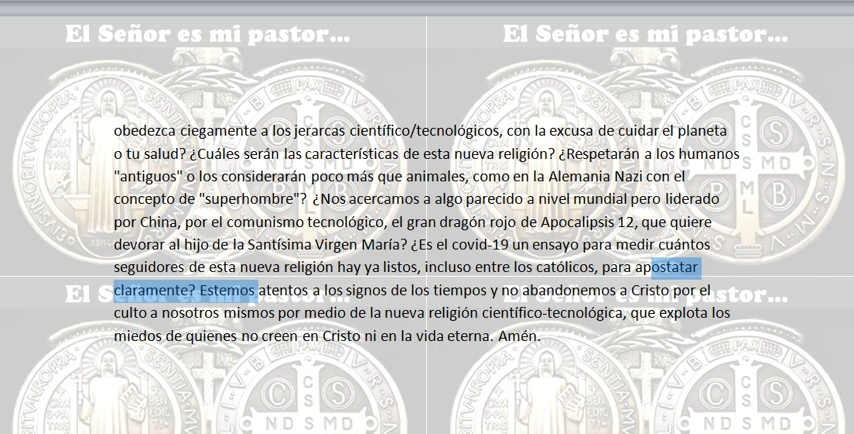 El Señor es mi pastor... El Señor es mi pastor...
obedezca ciegamente a los jerarcas científico/tecnológicos, con la excusa de cuidar el planeta
o tu salud? ¿Cuáles serán las características de esta nueva religión? ¿Respetarán a los humanos
"antiguos" o los considerarán poco más que animales, como en la Alemania Nazi con el
concepto de "superhombre"? ¿Nos acercamos a algo parecido a nivel mundial pero liderado
por China, por el comunismo tecnológico, el gran dragón rojo de Apocalipsis 12, que quiere
devorar al hijo de la Santísima Virgen María? ¿Es el covid-19 un ensayo para medir cuántos
seguidores de esta nueva religión hay ya listos, incluso entre los católicos, para apostatar
claramente? Estemos atentos a los signos de los tiempos y no abandonemos a Cristo por el
culto a nosotros mismos por medio de la nueva religión científico-tecnológica, que explota los
miedos de quienes no creen en Cristo ni en la vida eterna. Amén.
El Señor es mi pastor... El Señor es mi pastor...